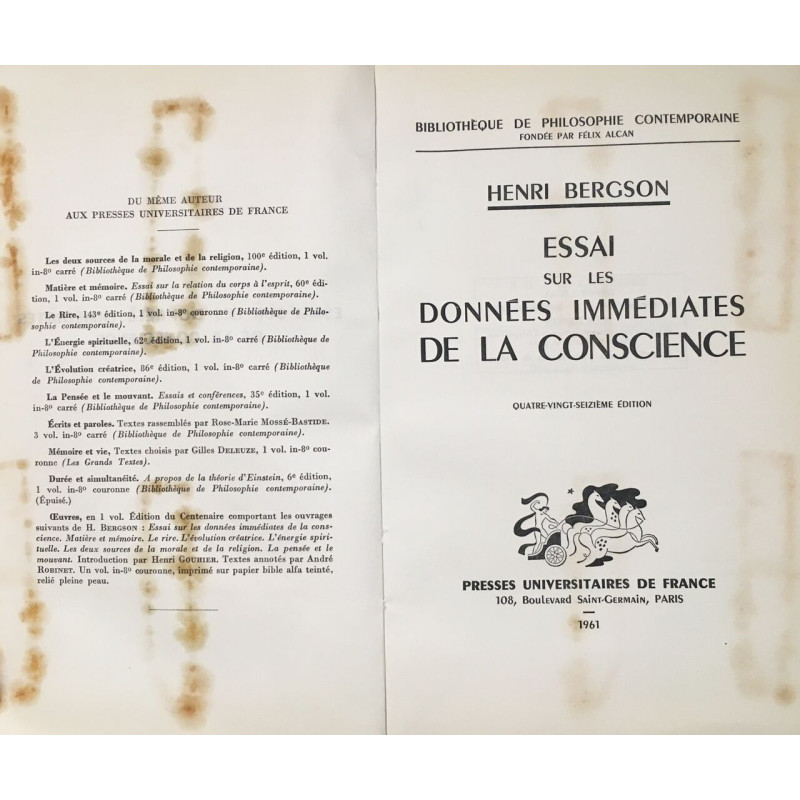 DU MÊME AUTEUR
AUX PRESSES UNIVERSITAIRES DE FRANCE
Les deux sources de la morale et de la religion, 100e édition, 1 vol.
in-8º carré (Bibliothèque de Philosophie contemporaine).
Matière et mémoire. Essai sur la relation du corps à l'esprit, 60e édi-
tion, 1 vol. in-8º carré (Bibliothèque de Philosophie contemporaine).
Le Rire, 143e édition, 1 vol. in-8º couronne (Bibliothèque de Philo-
sophie contemporaine).
L'Énergie spirituelle, 62e édition, 1 vol. in-8º carré (Bibliothèque de
Philosophie contemporaine).
L'Évolution créatrice, 86e édition, 1 vol. in-8º carré (Bibliothèque
de Philosophie contemporaine).
La Pensée et le mouvant. Essais et conférences, 35e édition, 1 vol.
in-8º carré (Bibliothèque de Philosophie contemporaine).
Écrits et paroles. Textes rassemblés par Rose-Marie MOSSÉ-BASTIDE.
3 vol. in-8º carré (Bibliothèque de Philosophie contemporaine).
Mémoire et vie, Textes choisis par Gilles DELEUZE, 1 vol. in-8º cou-
ronne (Les Grands Textes).
Durée et simultanéité. A propos de la théorie d'Einstein, 6e édition,
1 vol. in-8º couronne (Bibliothèque de Philosophie contemporaine).
(Épuisé.)
Œuvres, en 1 vol. Édition du Centenaire comportant les ouvrages
suivants de H. BERGSON : Essai sur les données immédiates de la cons-
cience. Matière et mémoire. Le rire. L'évolution créatrice. L'énergie spiri-
tuelle. Les deux sources de la morale et de la religion. La pensée et le
mouvant. Introduction par Henri GOUHIER. Textes annotés par André
ROBINET. Un vol. in-8º couronne, imprimé sur papier bible alfa teinté,
relié pleine peau.
BIBLIOTHÈQUE DE PHILOSOPHIE CONTEMPORAINE
FONDÉE PAR FÉLIX ALCAN
HENRI BERGSON
ESSAI
SUR LES
DONNÉES IMMÉDIATES
DE LA CONSCIENCE
QUATRE-VINGT-SEIZIÈME ÉDITION
PRESSES UNIVERSITAIRES DE FRANCE
108, Boulevard Saint-Germain, PARIS
1961